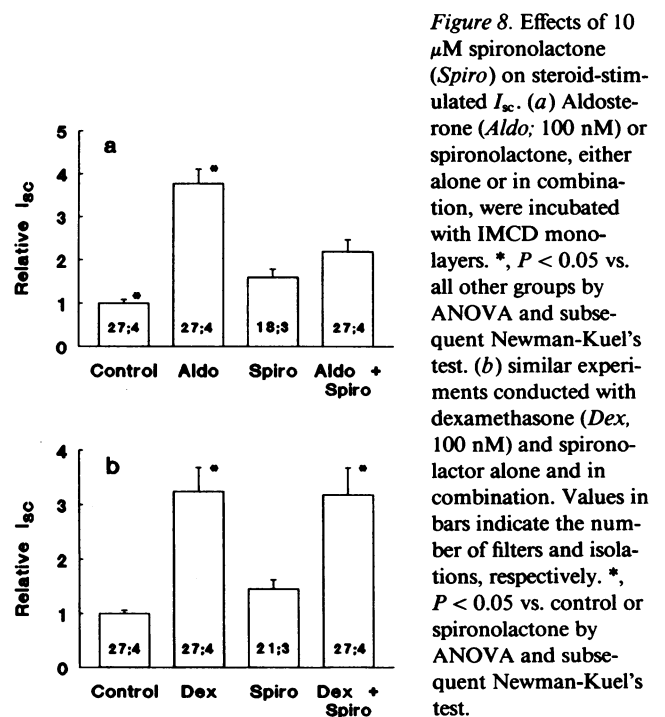 Figure 8. Effects of 10
μM spironolactone
(Spiro) on steroid-stim-
ulated Isc. (a) Aldoste-
rone (Aldo; 100 nM) or
spironolactone, either
alone or in combina-
tion, were incubated
with IMCD mono-
layers. *, P < 0.05 vs.
all other groups by
ANOVA and subse-
quent Newman-Kuel's
test. (b) similar experi-
ments conducted with
dexamethasone (Dex,
100 nM) and spirono-
lactor alone and in
combination. Values in
bars indicate the num-
ber of filters and isola-
tions, respectively. *,
P < 0.05 vs. control or
spironolactone by
ANOVA and subse-
quent Newman-Kuel's
test.
a
Relative Isc
5
4
3
2
1
0
* *
27;4 27;4 18;3 27;4
Control Aldo Spiro Aldo +
Spiro
b
Relative Isc
4
3
2
1
0
* *
27;4 27;4 21;3 27;4
Control Dex Spiro Dex +
Spiro